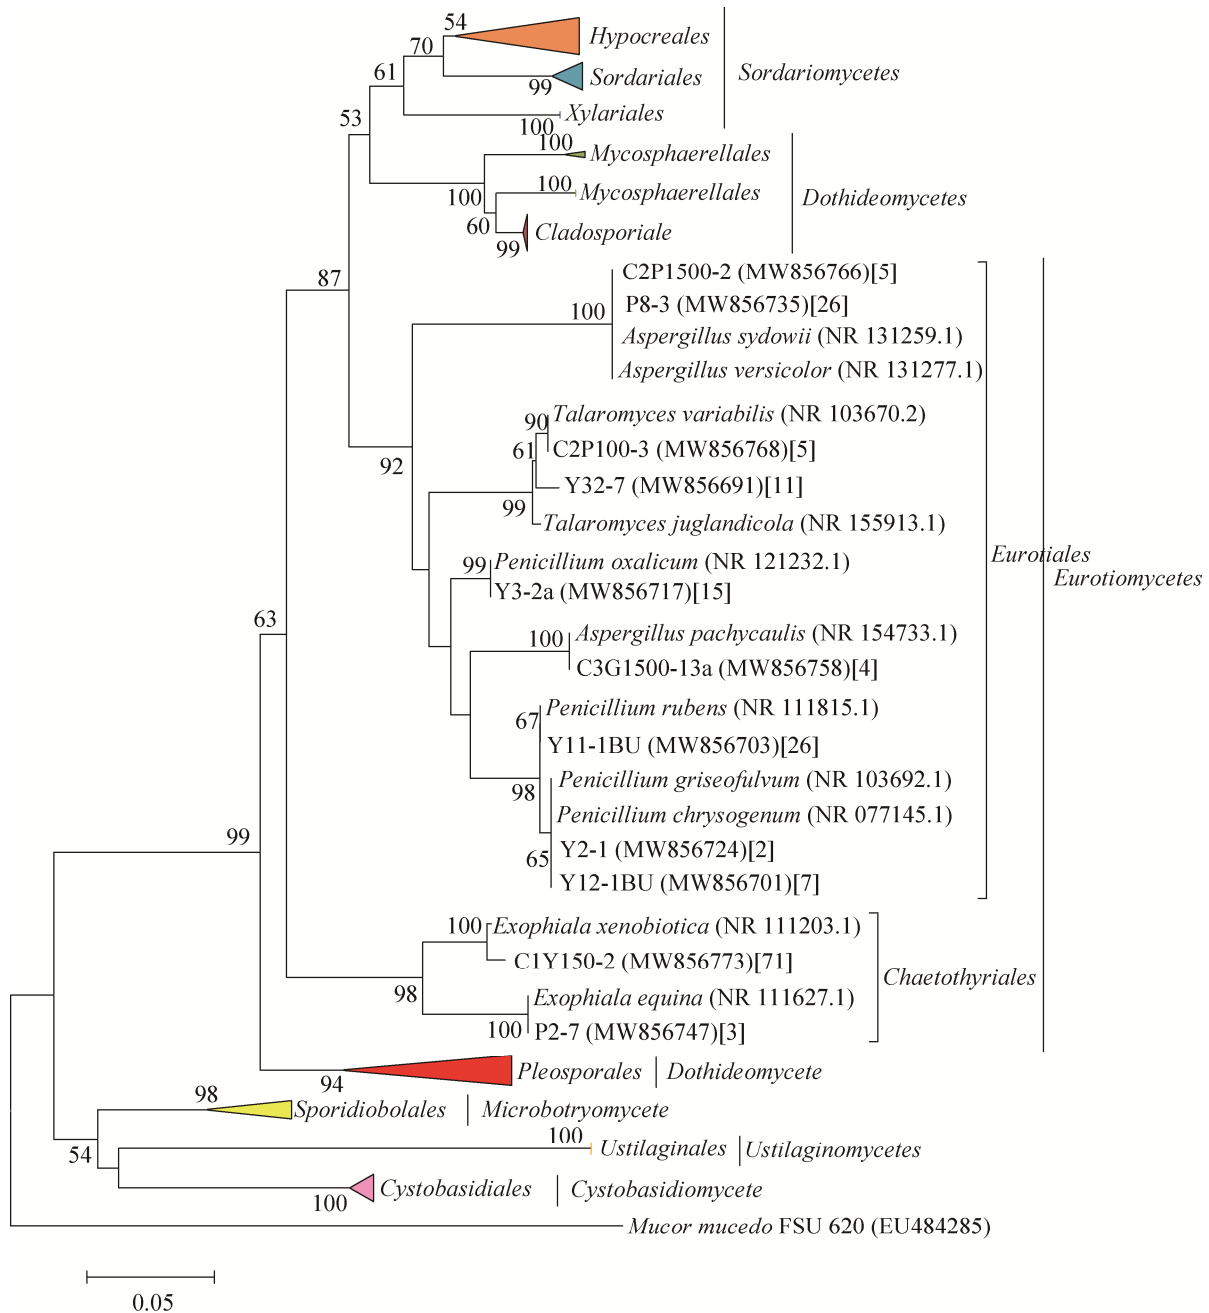 54
Hypocreales
70
61
99
Sordariales
Sordariomycetes
53
100
Xylariales
100
Mycosphaerellales
100
100
Mycosphaerellales
Dothideomycetes
60
99
Cladosporiale
87
C2P1500-2 (MW856766)[5]
100
P8-3 (MW856735)[26]
Aspergillus sydowii (NR 131259.1)
Aspergillus versicolor (NR 131277.1)
90
Talaromyces variabilis (NR 103670.2)
61
C2P100-3 (MW856768)[5]
92
Y32-7 (MW856691)[11]
99
Talaromyces juglandicola (NR 155913.1)
99
Penicillium oxalicum (NR 121232.1)
Eurotiales
Eurotiomycetes
Y3-2a (MW856717)[15]
63
100
Aspergillus pachycaulis (NR 154733.1)
C3G1500-13a (MW856758)[4]
67
Penicillium rubens (NR 111815.1)
Y11-1BU (MW856703)[26]
98
Penicillium griseofulvum (NR 103692.1)
Penicillium chrysogenum (NR 077145.1)
99
65
Y2-1 (MW856724)[2]
Y12-1BU (MW856701)[7]
100
Exophiala xenobiotica (NR 111203.1)
C1Y150-2 (MW856773)[71]
98
Chaetothyriales
Exophiala equina (NR 111627.1)
100
P2-7 (MW856747)[3]
94
Pleosporales
Dothideomycete
98
Sporidiobolales
Microbotryomycete
54
100
Ustilaginales
Ustilaginomycetes
100
Cystobasidiales
Cystobasidiomycete
Mucor mucedo FSU 620 (EU484285)
0.05